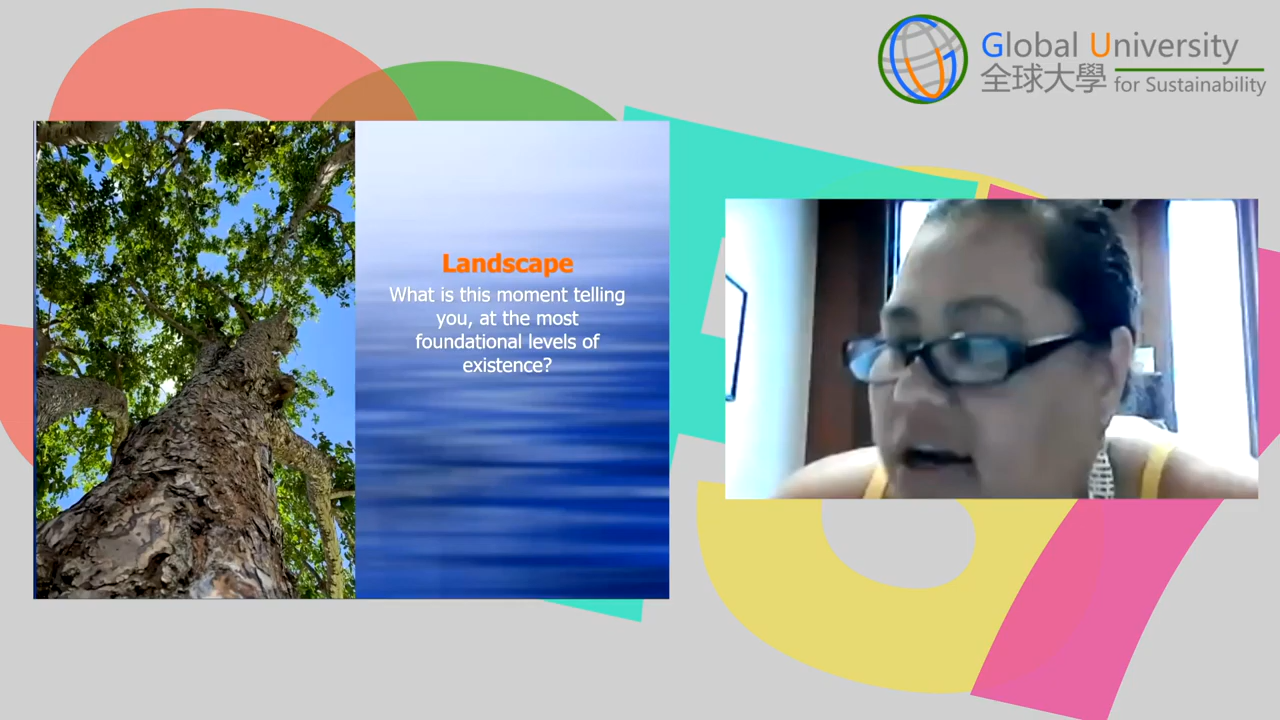 Global University
全球大學 for Sustainability
Landscape
What is this moment telling
you, at the most
foundational levels of
existence?